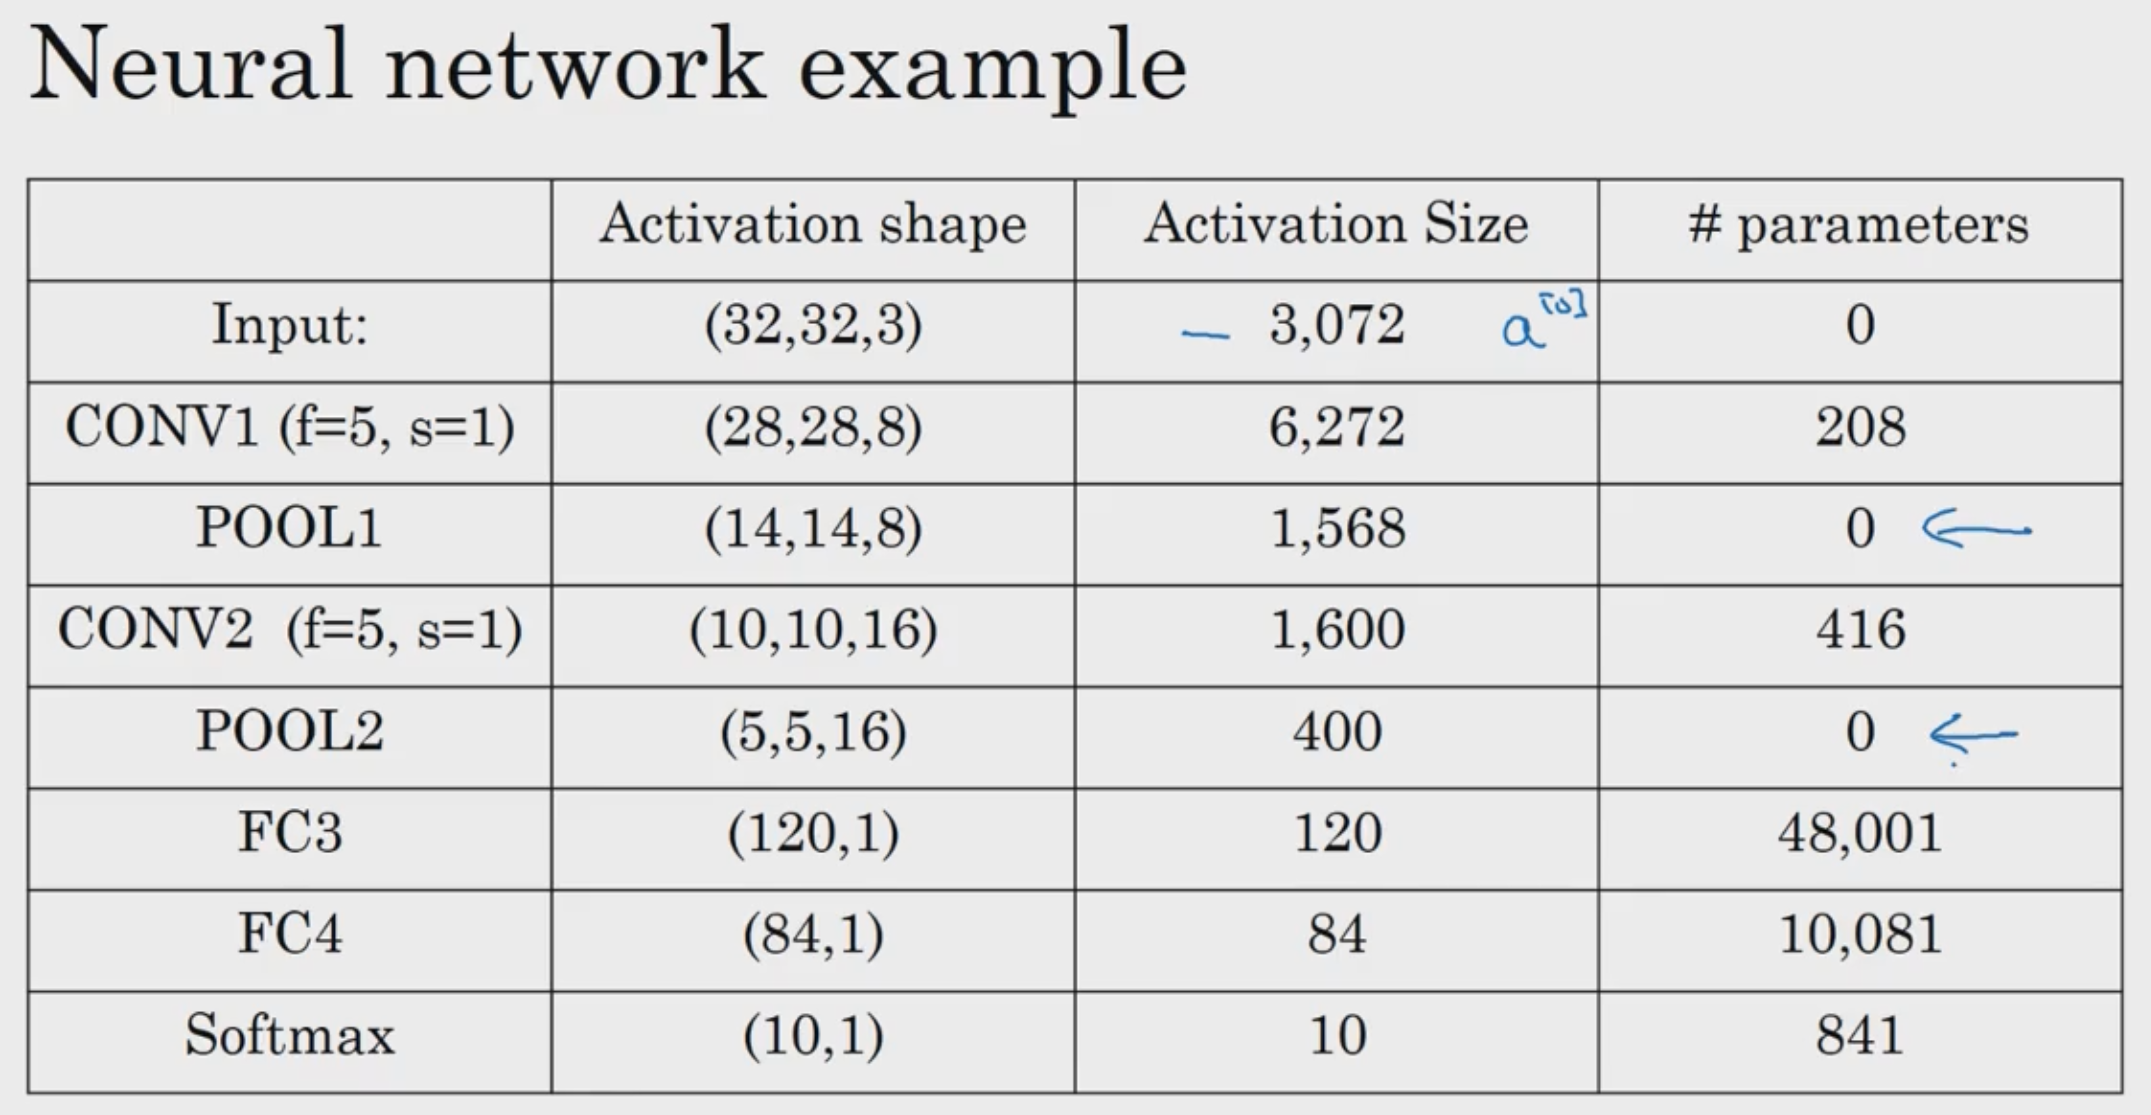 Neural network example
Activation shape Activation Size # parameters
Input: (32,32,3) — 3,072 a[0] 0
CONV1 (f=5, s=1) (28,28,8) 6,272 208
POOL1 (14,14,8) 1,568 0 ←
CONV2 (f=5, s=1) (10,10,16) 1,600 416
POOL2 (5,5,16) 400 0 ←
FC3 (120,1) 120 48,001
FC4 (84,1) 84 10,081
Softmax (10,1) 10 841